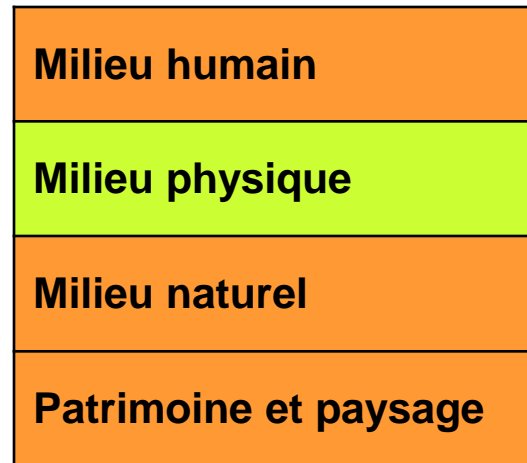 Milieu humain
Milieu physique
Milieu naturel
Patrimoine et paysage